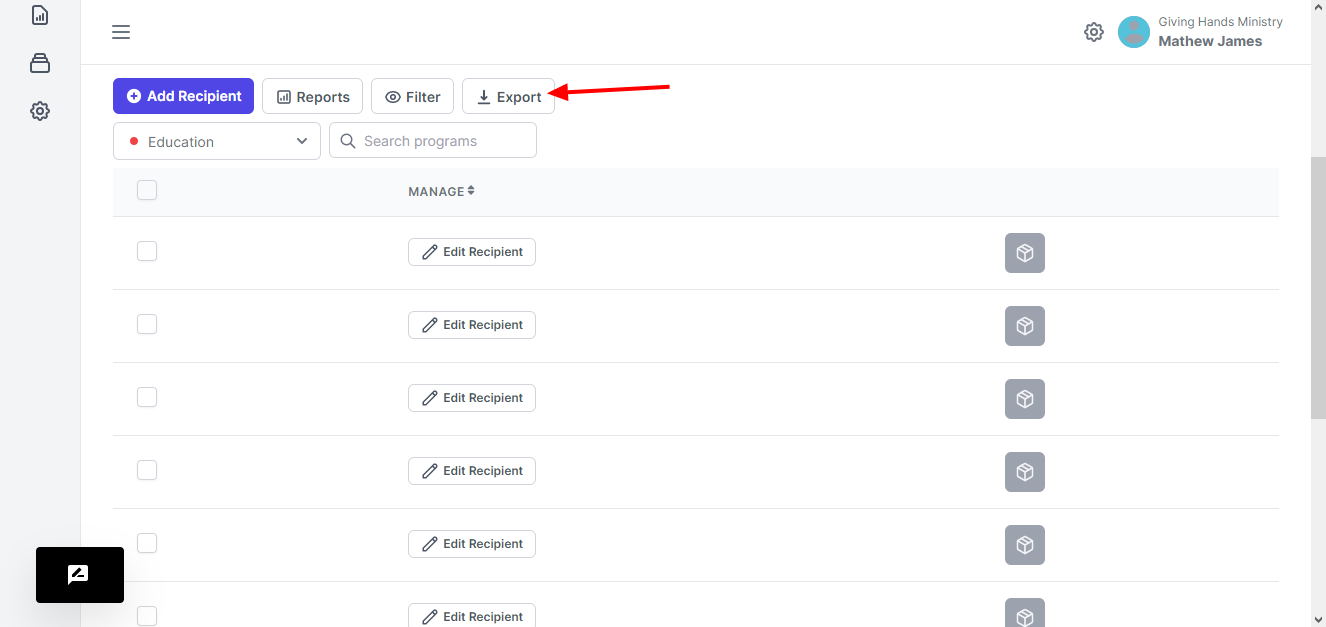 Giving Hands Ministry
Mathew James
Add Recipient Reports Filter Export
Education Search programs
MANAGE
Edit Recipient
Edit Recipient
Edit Recipient
Edit Recipient
Edit Recipient
Edit Recipient